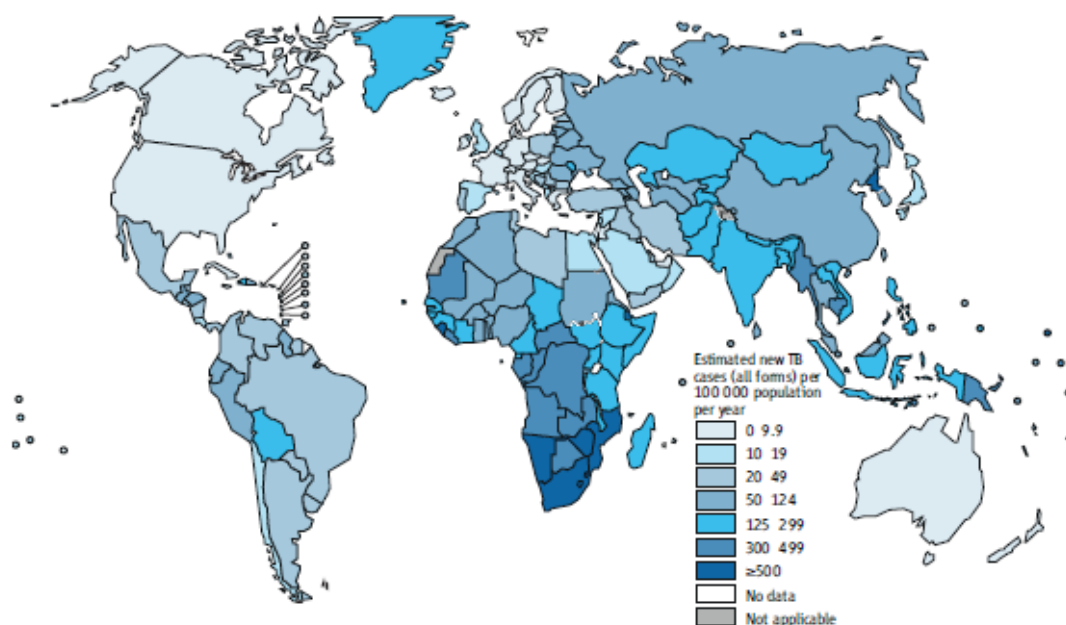 Estimated new TB
cases (all forms) per
100 000 population
per year
0 9.9
10 19
20 49
50 124
125 299
300 499
≥500
No data
Not applicable